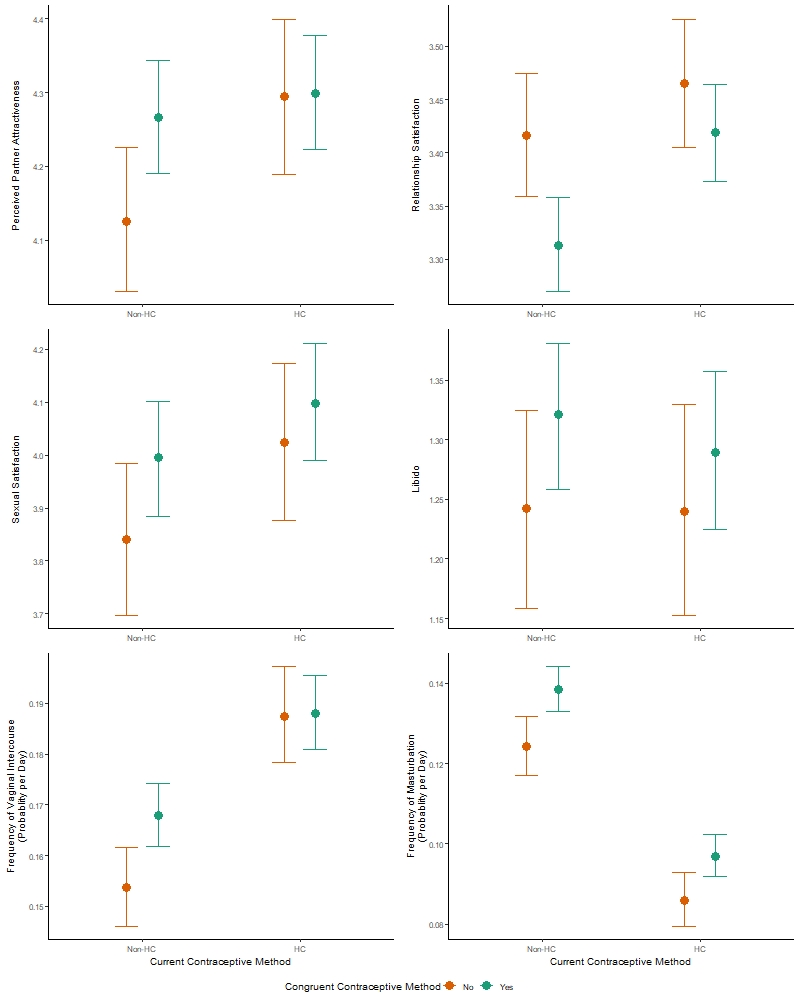 Perceived Partner Attractiveness
4.4
4.3
4.2
4.1
Non-HC
HC
Relationship Satisfaction
3.50
3.45
3.40
3.35
3.30
Non-HC
HC
Sexual Satisfaction
4.2
4.1
4.0
3.9
3.8
3.7
Non-HC
HC
Libido
1.35
1.30
1.25
1.20
1.15
Non-HC
HC
Frequency of Vaginal Intercourse
(Probablity per Day)
0.19
0.18
0.17
0.16
0.15
Non-HC
HC
Current Contraceptive Method
Frequency of Masturbation
(Probablity per Day)
0.14
0.12
0.10
0.08
Non-HC
HC
Current Contraceptive Method
Congruent Contraceptive Method No Yes